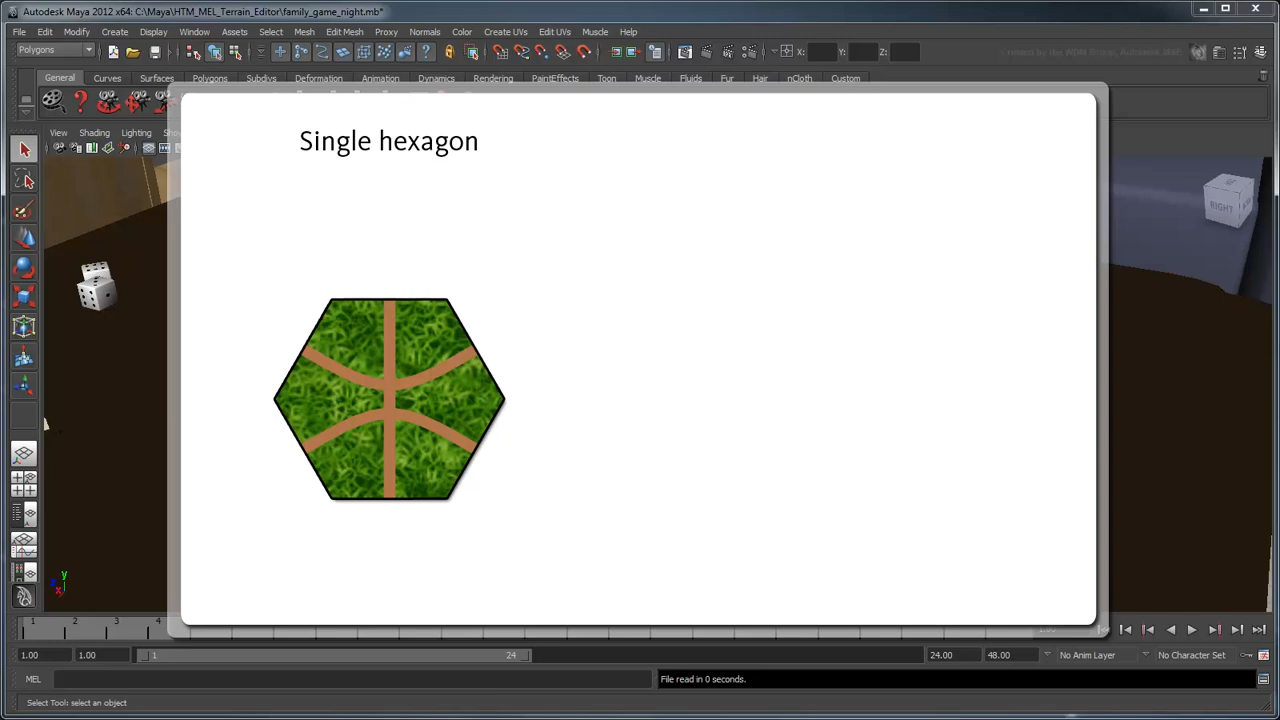 Autodesk Maya 2012 x64: C:\Maya\HTM_MEL_Terrain_Editor\family_game_night.mb*
File Edit Modify Create Display Window Assets Select Mesh Edit Mesh Proxy Normals Color Create UVs Edit UVs Muscle Help
Polygons
X: Y: Z:
General Curves Surfaces Polygons Subdivs Deformation Animation Dynamics Rendering PaintEffects Toon Muscle Fluids Fur Hair nCloth Custom
View Shading Lighting
Single hexagon
RIGHT
y
z
x
1 2 3 4
1.00 1.00 1 24 24.00 48.00 No Anim Layer No Character Set
MEL File read in 0 seconds.
Select Tool: select an object